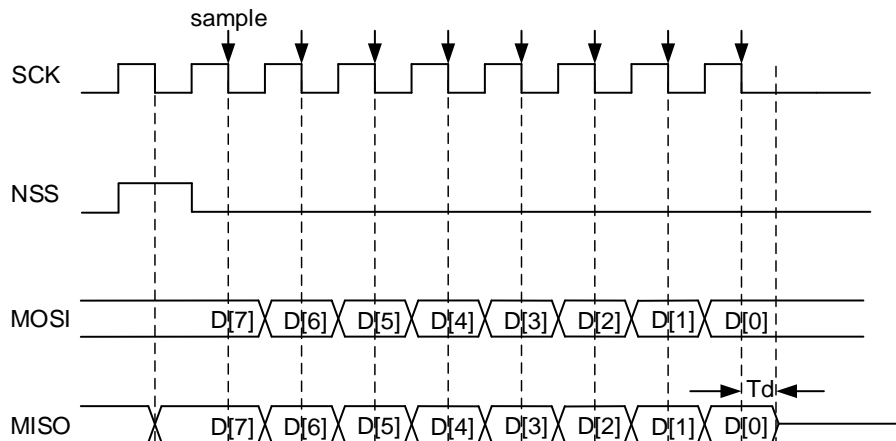 sample
SCK
NSS
MOSI D[7] D[6] D[5] D[4] D[3] D[2] D[1] D[0]
Td
MISO D[7] D[6] D[5] D[4] D[3] D[2] D[1] D[0]